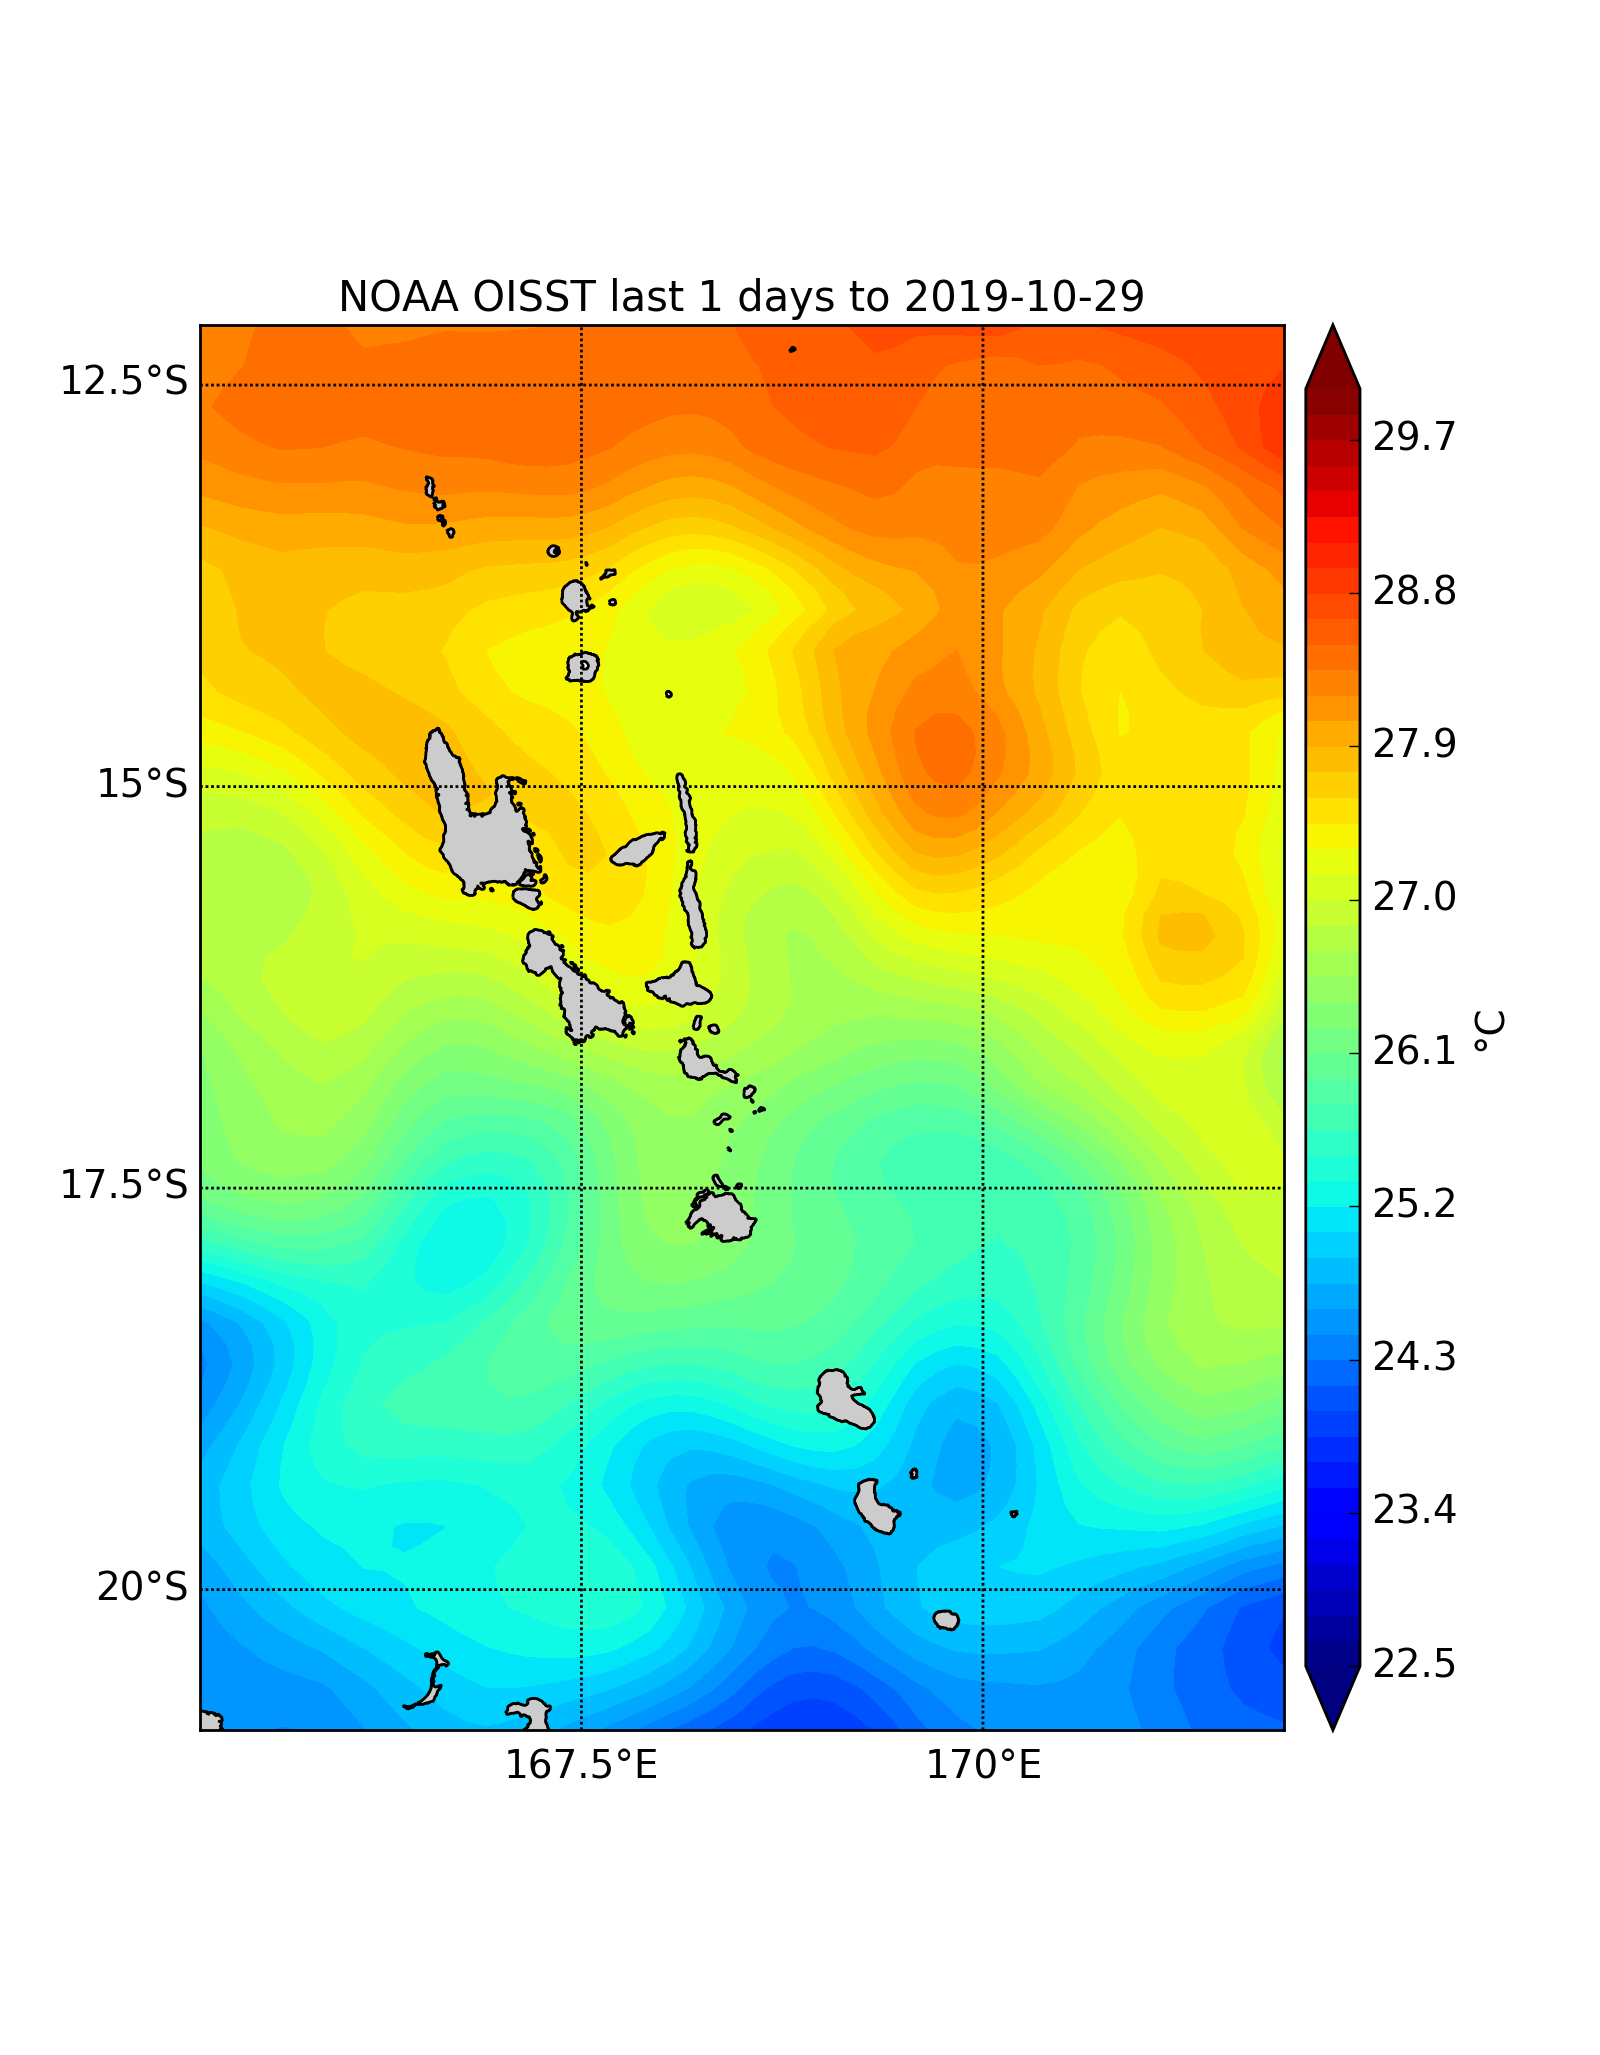 NOAA OISST last 1 days to 2019-10-29
12.5°S
15°S
17.5°S
20°S
167.5°E
170°E
29.7
28.8
27.9
27.0
26.1
25.2
24.3
23.4
22.5
°C